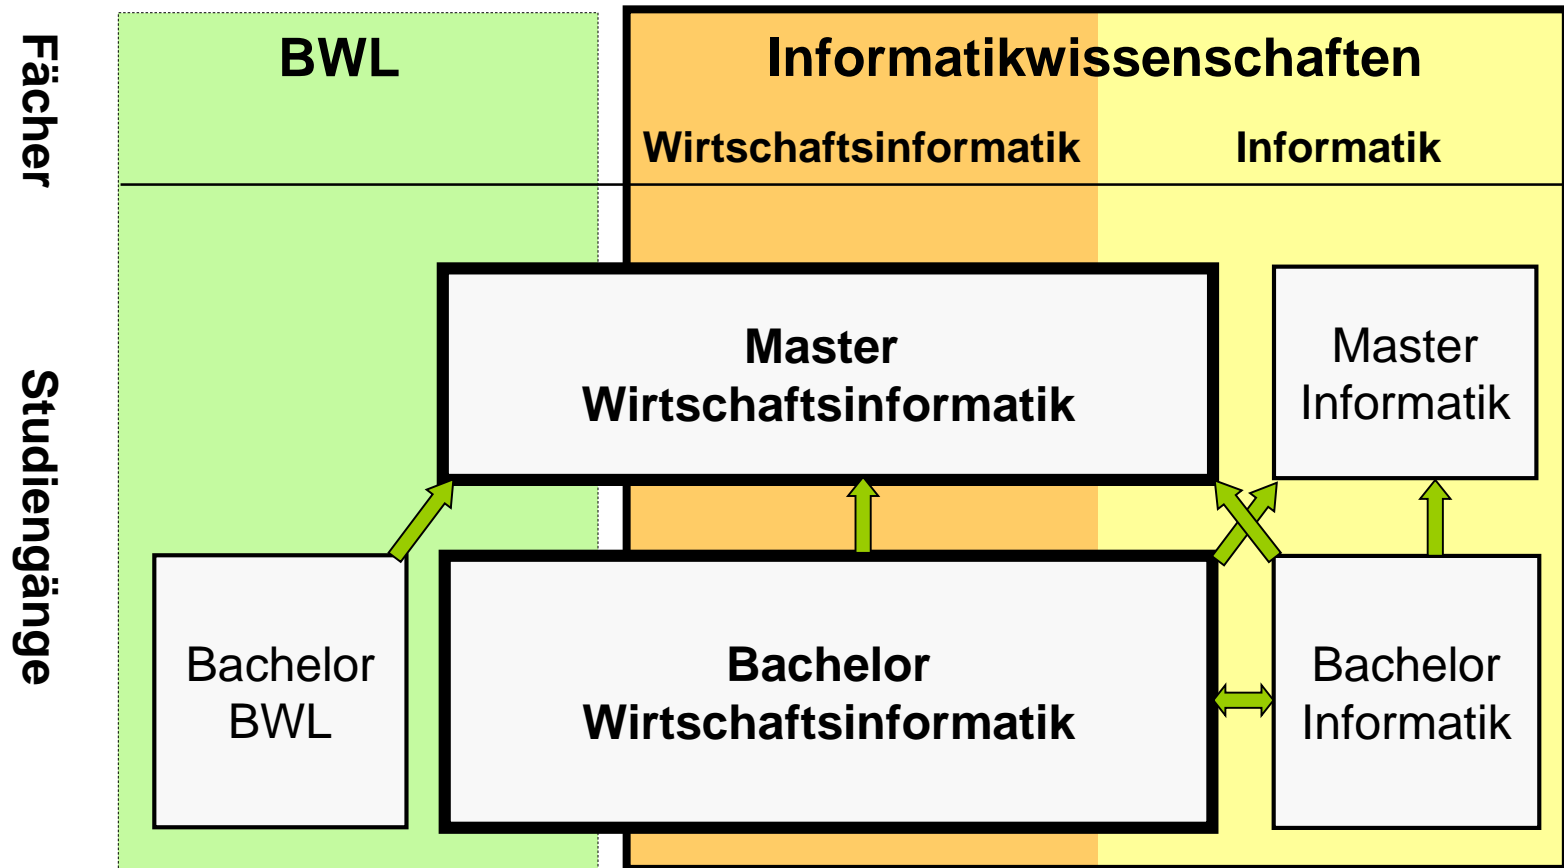 Fächer
BWL
Informatikwissenschaften
Wirtschaftsinformatik
Informatik
Studiengänge
Master
Wirtschaftsinformatik
Master
Informatik
Bachelor
BWL
Bachelor
Wirtschaftsinformatik
Bachelor
Informatik